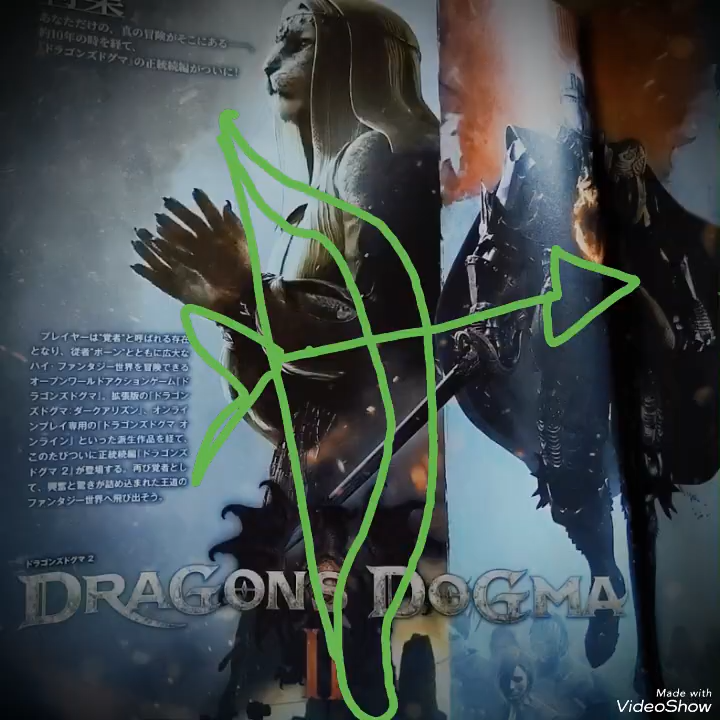 特集
あなただけの、真の冒険がそこにある
約10年の時を経て、
『ドラゴンズドグマ』の正統続編がついに!
プレイヤーは“覚者”と呼ばれる存在
となり、従者“ポーン”とともに広大な
ハイ・ファンタジー世界を冒険できる
オープンワールドアクションゲーム『ド
ラゴンズドグマ』。拡張版の『ドラゴン
ズドグマ:ダークアリズン』、オンライ
ンプレイ専用の『ドラゴンズドグマ オ
ンライン』といった派生作品を経て、
このたびついに正統続編『ドラゴンズ
ドグマ 2』が登場する。再び覚者とし
て、興奮と驚きが詰め込まれた王道の
ファンタジー世界へ飛び出そう。
ドラゴンズドグマ 2
DRAGON'S DOGMA
II
Made with
VideoShow